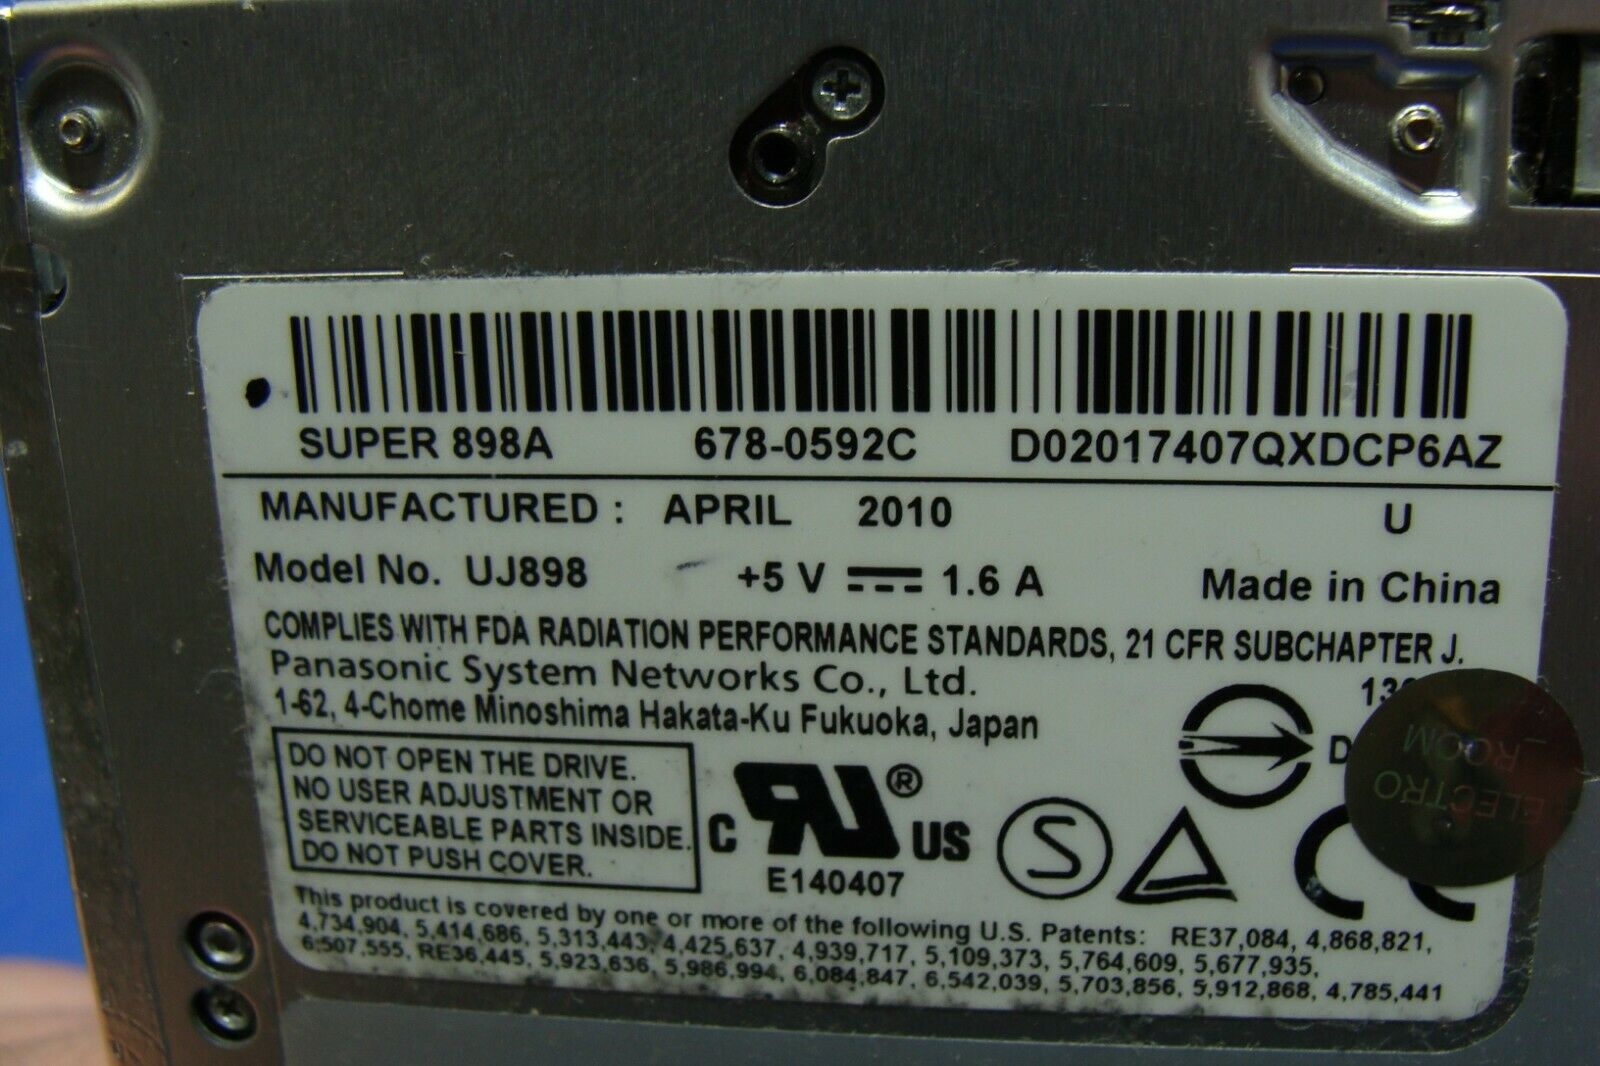 SUPER 898A 678-0592C D02017407QXDCP6AZ
MANUFACTURED : APRIL 2010 U
Model No. UJ898 +5 V 1.6 A Made in China
COMPLIES WITH FDA RADIATION PERFORMANCE STANDARDS, 21 CFR SUBCHAPTER J.
Panasonic System Networks Co., Ltd.
1-62, 4-Chome Minoshima Hakata-Ku Fukuoka, Japan
DO NOT OPEN THE DRIVE.
NO USER ADJUSTMENT OR
SERVICEABLE PARTS INSIDE.
DO NOT PUSH COVER.
C RU ® US
E140407
S
CE
ELECTRO
_ROOM
This product is covered by one or more of the following U.S. Patents: RE37,084, 4,868,821,
4,734,904, 5,414,686, 5,313,443, 4,425,637, 4,939,717, 5,109,373, 5,764,609, 5,677,935,
6,507,555, RE36,445, 5,923,636, 5,986,994, 6,084,847, 6,542,039, 5,703,856, 5,912,868, 4,785,441